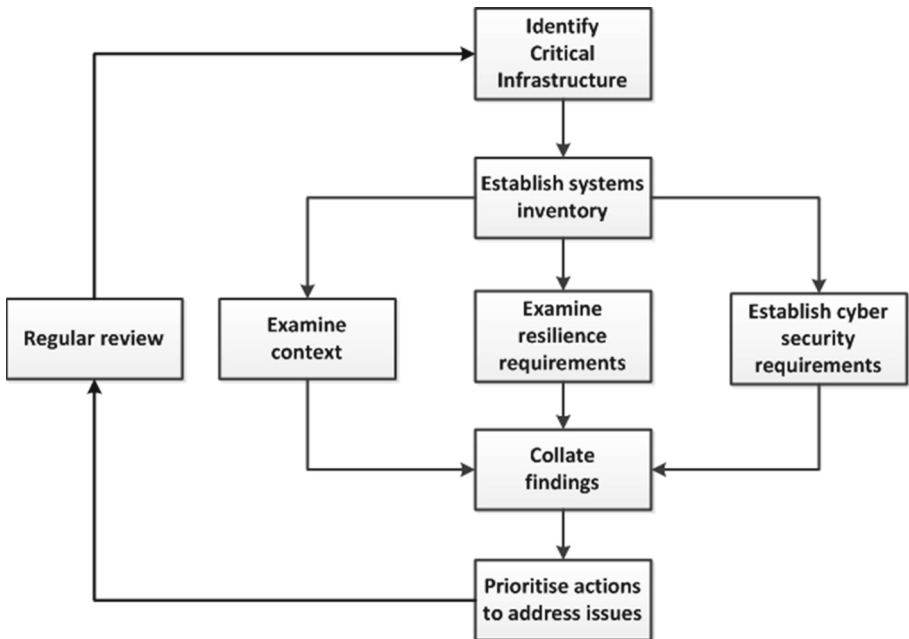 Identify
Critical
Infrastructure
Establish systems
inventory
Regular review
Examine
context
Examine
resilience
requirements
Establish cyber
security
requirements
Collate
findings
Prioritise actions
to address issues